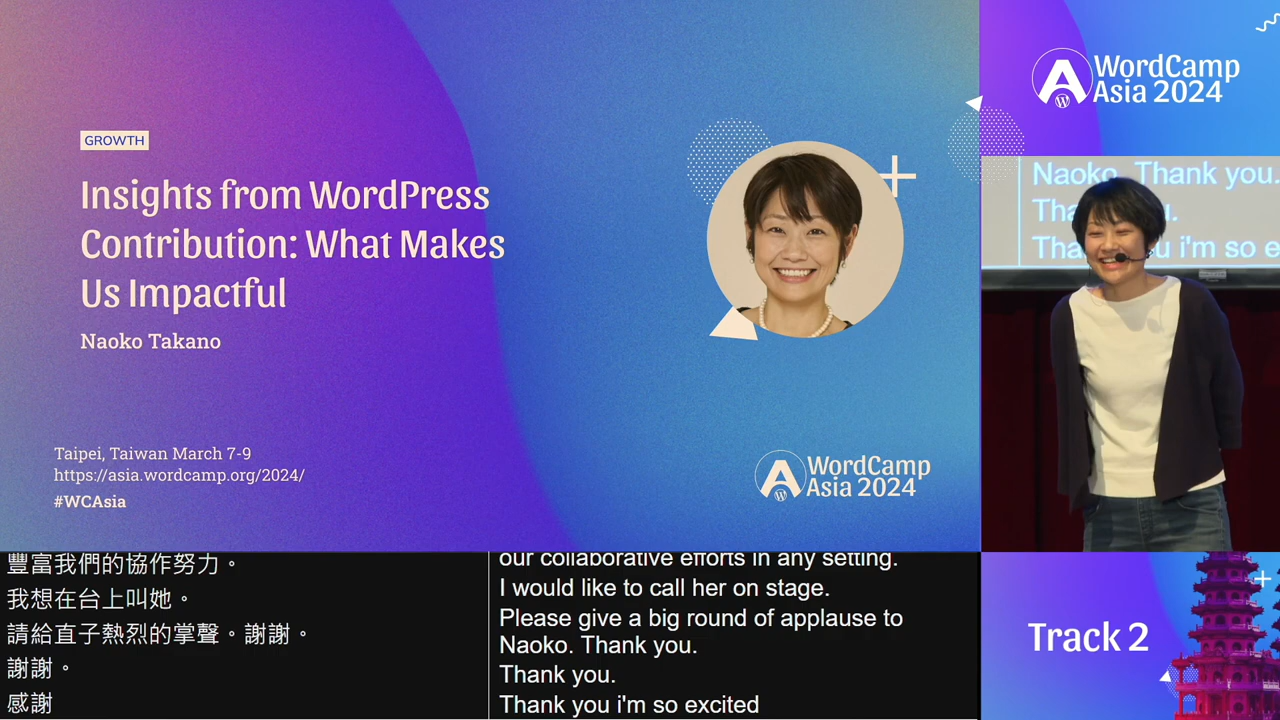 GROWTH
Insights from WordPress
Contribution: What Makes
Us Impactful
Naoko Takano
Taipei, Taiwan March 7-9
https://asia.wordcamp.org/2024/
#WCAsia
WordCamp
Asia 2024
WordCamp
Asia 2024
Naoko. Thank you.
Tha u.
Tha u i'm so e
豐富我們的協作努力。
我想在台上叫她。
請給直子熱烈的掌聲。謝謝。
謝謝。
感謝
our collaborative efforts in any setting.
I would like to call her on stage.
Please give a big round of applause to
Naoko. Thank you.
Thank you.
Thank you i'm so excited
Track 2